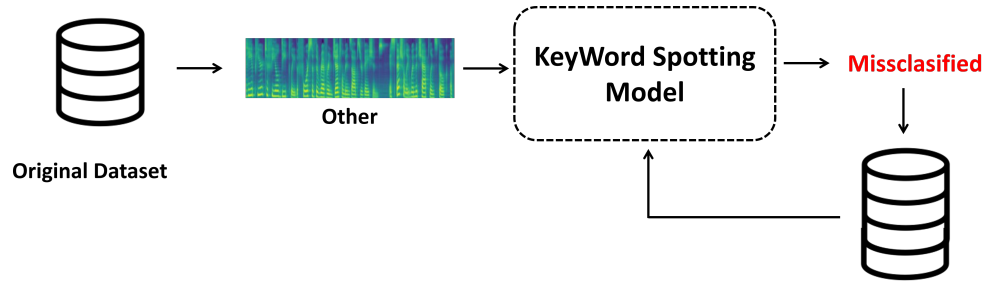 Original Dataset
Other
KeyWord Spotting
Model
Missclasified